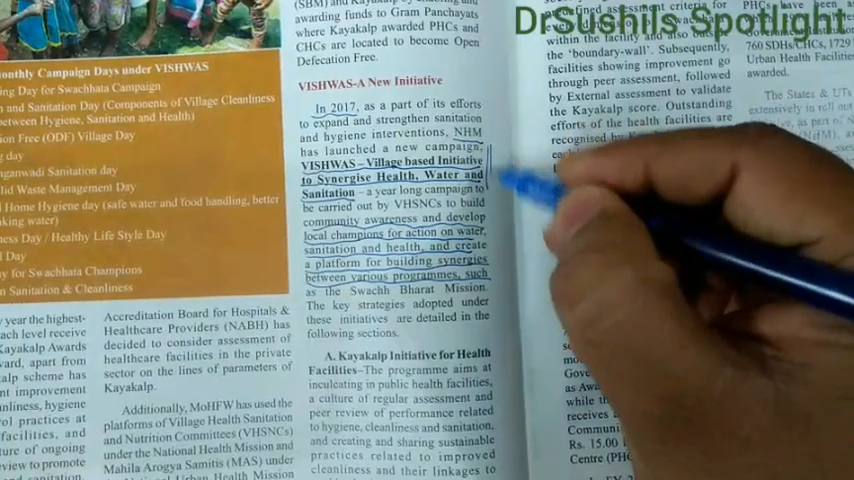 DrSushils Spotlight
onthly Campaign Days under VISHWAS
ing Day for Swachhata Campaign
n and Sanitation Day (Components of Village Cleanliness
between Hygiene, Sanitation and Health)
on Free (ODF) Village Day
g day
nganwadi Sanitation day
lid Waste Management Day
d Home Hygiene day (safe water and food handling, better
nking water)
ness Day / Healthy Life Style Day
l Day
y for Swachhata Champions
n Sanitation & Cleanliness
y year the highest-
ach level receive
Kayakalp Awards
ard, apart from
lp scheme has
nt improvement
nliness, hygiene
ol practices at
facilities, and
view to promote
Accreditation Board for Hospitals &
Healthcare Providers (NABH) has
decided to consider assessment of
healthcare facilities in the private
sector on the lines of parameters of
Kayakalp.
Additionally, MoHFW has used the
platforms of Village Health Sanitation
and Nutrition Committees (VHSNCs)
under the National Health Mission and
Mahila Arogya Samitis (MAS) under
National Urban Health Mission
(SBM) and Kayakalp by
awarding funds to Gram Panchayats
where Kayakalp awarded PHCs and
CHCs are located to become Open
Defecation Free.
VISHWAS-A New Initiative
In 2017, as a part of its efforts
to expand and strengthen sanitation
and hygiene interventions, NHM
has launched a new campaign,
VISHWAS – Village based Initiative
to Synergise Health, Water and
Sanitation – a year long campaign to
be carried out by VHSNCs to build
community awareness and develop
local champions for action on water,
sanitation and health, and create
a platform for building synergies
between various programmes, such
as the Swachh Bharat Mission.
The key strategies adopted under
these initiatives are detailed in the
following sections.
A. Kayakalp Initiative for Health
Facilities-The programme aims at
inculcating in public health facilities,
a culture of regular assessment and
peer review of performance related
to hygiene, cleanliness and sanitation,
and creating and sharing sustainable
practices related to improved
cleanliness and their linkages to
defined assessment criteria for
within the facility and
the 'boundary-wall'. Subsequently,
facilities showing improvement go
through peer assessment, followed
by External assessment to validate
the Kayakalp score. Outstanding
efforts of the health facilities are
recognised
Gove
as Awa
receives a
Commun
Rs. 15.00
Centre (PH
PHCs have been
760 SDHs/CHCs, 1729
Urban Health Facilities
awarded.
The States & UTs
extensively in roll out